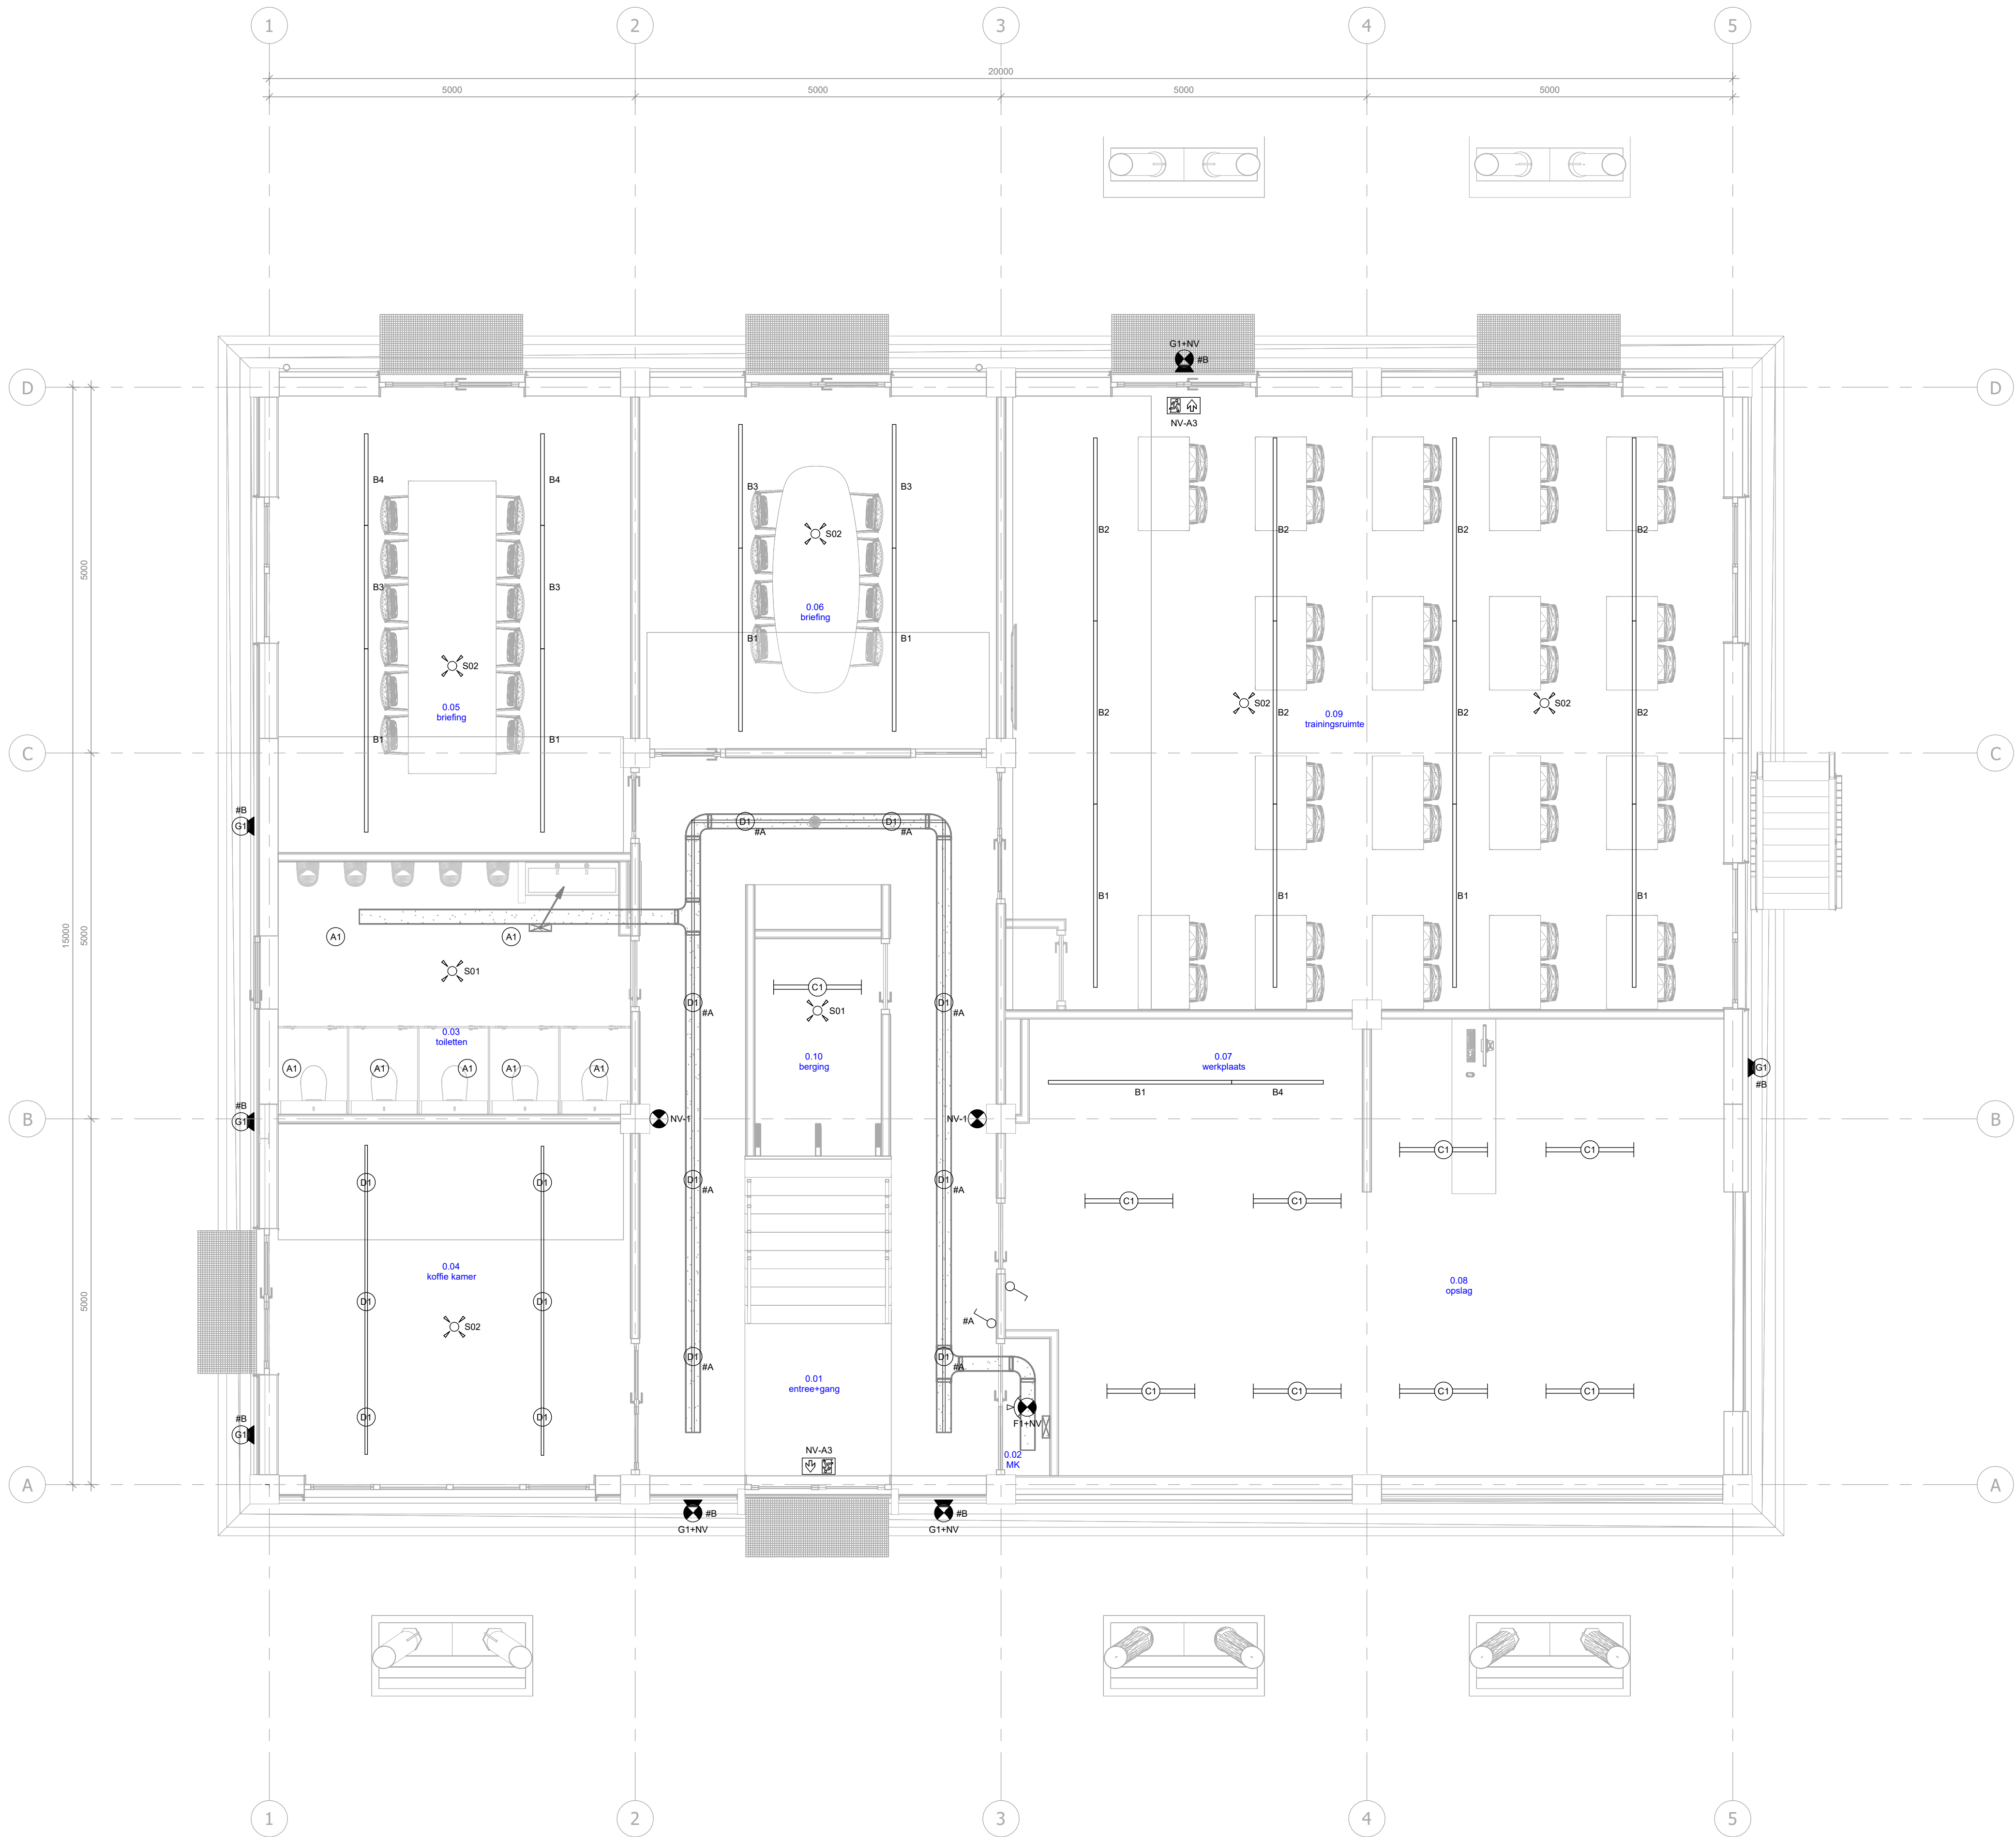 1 2 3 4 5
20000
5000 5000 5000 5000
G1+NV
#B
D D
NV-A3
B4 B4 B3 B3
B2 B2 B2 B2
S02
5000
B3 B3
0.06
briefing
B1 B1
S02
S02 S02
0.05
briefing
B2 B2 B2 B2
0.09
trainingsruimte
B1 B1
C C
#B
G1
D1 D1
#A #A
B1 B1 B1 B1
A1 A1
15000
5000
S01
C1
D1 D1
S01
#A #A
0.03
toiletten
0.10
berging
0.07
werkplaats
A1 A1 A1 A1 A1
G1
#B
B1 B4
#B
G1
B NV-1 NV-1 B
C1 C1
D1 D1 D1 D1
#A #A
C1 C1
0.04
koffie kamer
0.08
opslag
5000
D1 D1
#A
S02
D1 D1
#A #A
0.01
entree+gang
C1 C1 C1 C1
#B
D1 D1
F1+NV
G1
NV-A3
0.02
MK
A A
#B #B
G1+NV G1+NV
1 2 3 4 5